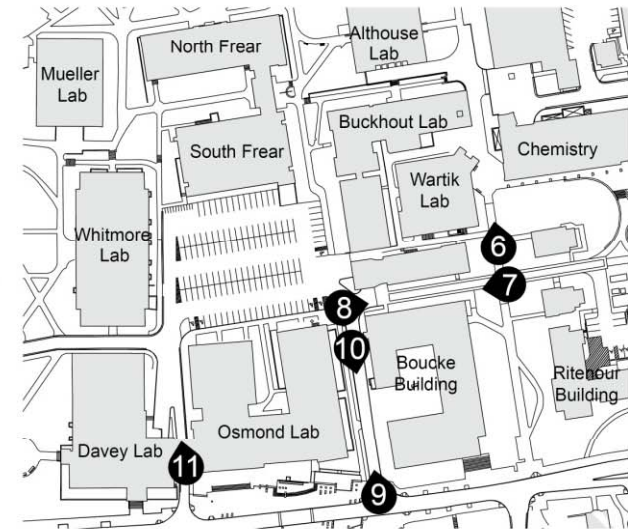 North Frear
Althouse
Lab
Mueller
Lab
Buckhout Lab
South Frear
Chemistry
Wartik
Lab
Whitmore
Lab
6
7
8
10
Boucke
Building
Ritenour
Building
Osmond Lab
Davey Lab
11
9